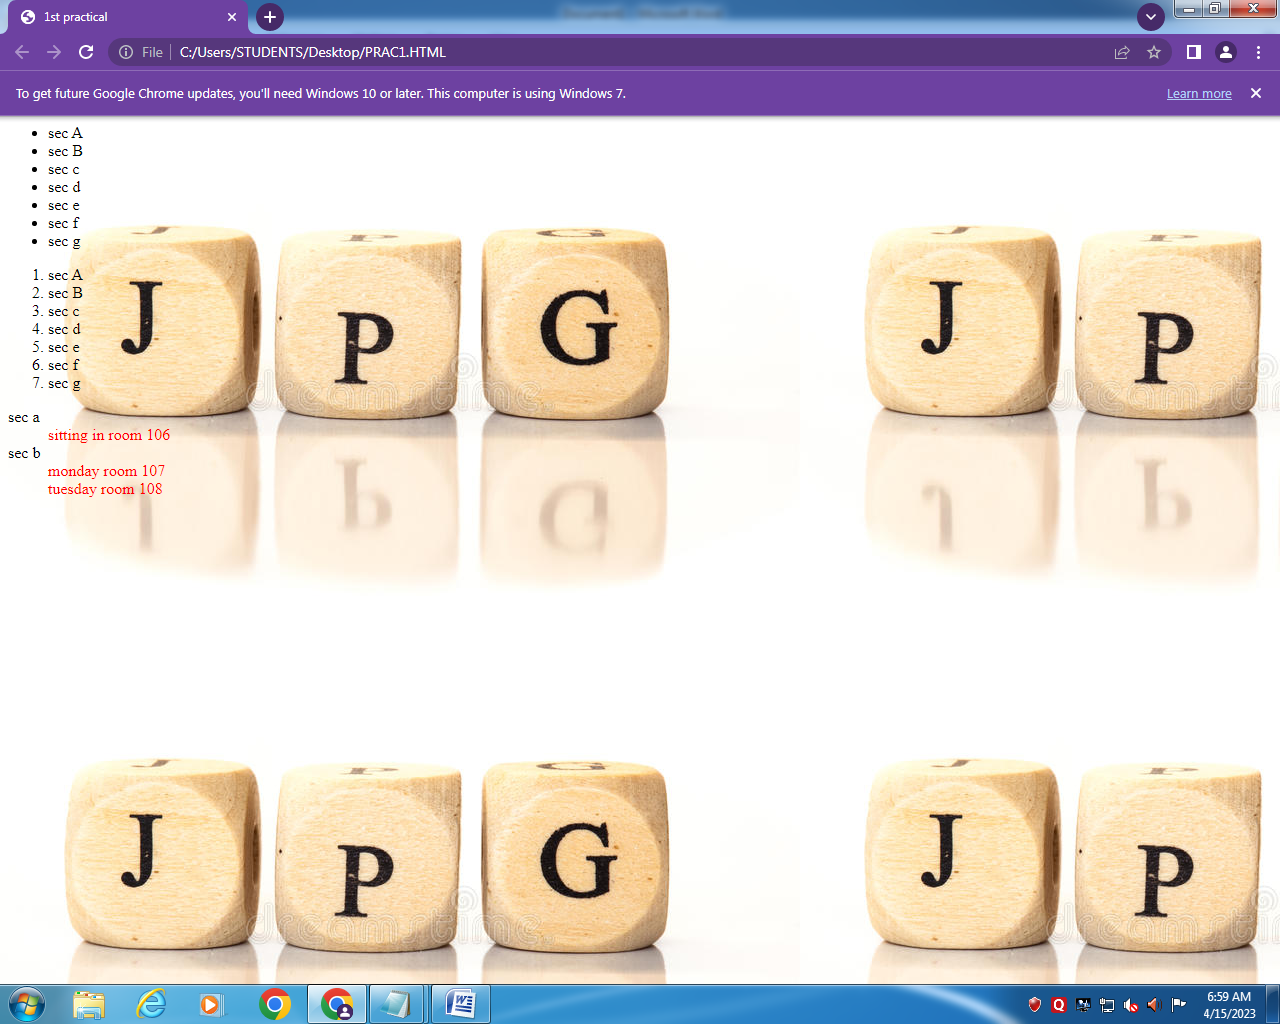 1st practical
File
C:/Users/STUDENTS/Desktop/PRAC1.HTML
To get future Google Chrome updates, you'll need Windows 10 or later. This computer is using Windows 7.
Learn more
• sec A
• sec B
• sec c
• sec d
• sec e
• sec f
• sec g
1. sec A
2. sec B
3. sec c
4. sec d
5. sec e
6. sec f
7. sec g
sec a
sitting in room 106
sec b
monday room 107
tuesday room 108
J P G J P
dreamstime
J P G J P
dreamstime
6:59 AM
4/15/2023